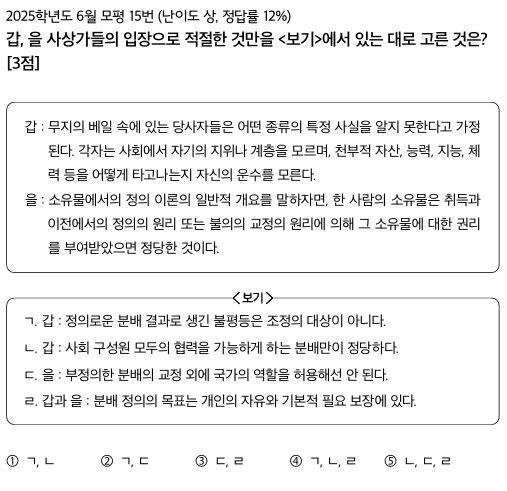 2025학년도 6월 모평 15번 (난이도 상, 정답률 12%)
갑, 을 사상가들의 입장으로 적절한 것만을 <보기>에서 있는 대로 고른 것은?
[3점]
갑 : 무지의 베일 속에 있는 당사자들은 어떤 종류의 특정 사실을 알지 못한다고 가정
된다. 각자는 사회에서 자기의 지위나 계층을 모르며, 천부적 자산, 능력, 지능, 체
력 등을 어떻게 타고나는지 자신의 운수를 모른다.
을 : 소유물에서의 정의 이론의 일반적 개요를 말하자면, 한 사람의 소유물은 취득과
이전에서의 정의의 원리 또는 불의의 교정의 원리에 의해 그 소유물에 대한 권리
를 부여받았으면 정당한 것이다.
<보기>
ㄱ. 갑 : 정의로운 분배 결과로 생긴 불평등은 조정의 대상이 아니다.
ㄴ. 갑 : 사회 구성원 모두의 협력을 가능하게 하는 분배만이 정당하다.
ㄷ. 을 : 부정의한 분배의 교정 외에 국가의 역할을 허용해선 안 된다.
ㄹ. 갑과 을 : 분배 정의의 목표는 개인의 자유와 기본적 필요 보장에 있다.
① ㄱ, ㄴ ② ㄱ, ㄷ ③ ㄷ, ㄹ ④ ㄱ, ㄴ, ㄹ ⑤ ㄴ, ㄷ, ㄹ